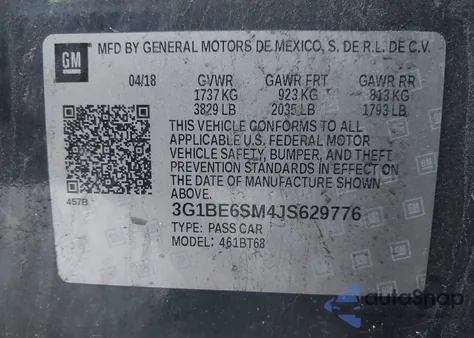 GM
MFD BY GENERAL MOTORS DE MEXICO, S. DE R.L. DE C.V.
04/18 GVWR GAWR FRT GAWR RR
1737 KG 923 KG 813 KG
3829 LB 2035 LB 1793 LB
THIS VEHICLE CONFORMS TO ALL
APPLICABLE U.S. FEDERAL MOTOR
VEHICLE SAFETY, BUMPER, AND THEFT
PREVENTION STANDARDS IN EFFECT ON
THE DATE OF MANUFACTURE SHOWN ABOVE.
457B
3G1BE6SM4JS629776
TYPE: PASS CAR
MODEL: 461BT68
autosnap